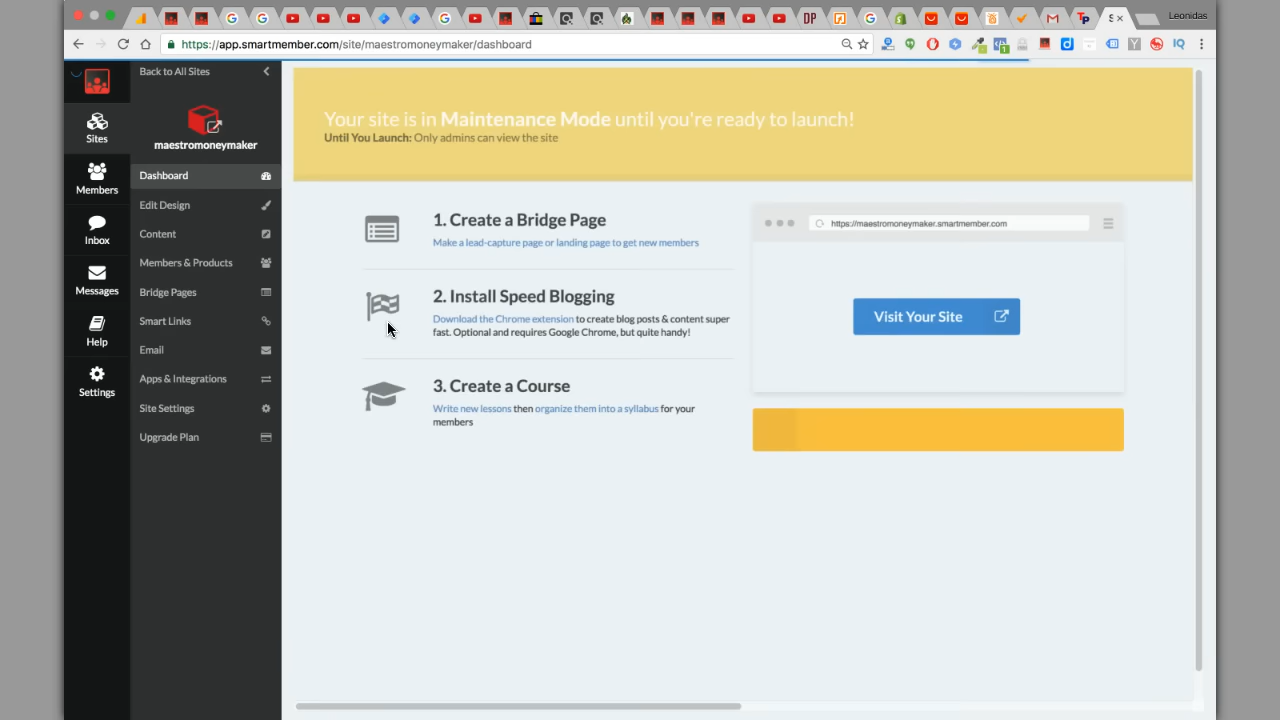 Leonidas
https://app.smartmember.com/site/maestromoneymaker/dashboard
Back to All Sites
maestromoneymaker
Sites
Members
Inbox
Messages
Help
Settings
Dashboard
Edit Design
Content
Members & Products
Bridge Pages
Smart Links
Email
Apps & Integrations
Site Settings
Upgrade Plan
Your site is in Maintenance Mode until you're ready to launch!
Until You Launch: Only admins can view the site
1. Create a Bridge Page
Make a lead-capture page or landing page to get new members
2. Install Speed Blogging
Download the Chrome extension to create blog posts & content super
fast. Optional and requires Google Chrome, but quite handy!
3. Create a Course
Write new lessons then organize them into a syllabus for your
members
https://maestromoneymaker.smartmember.com
Visit Your Site